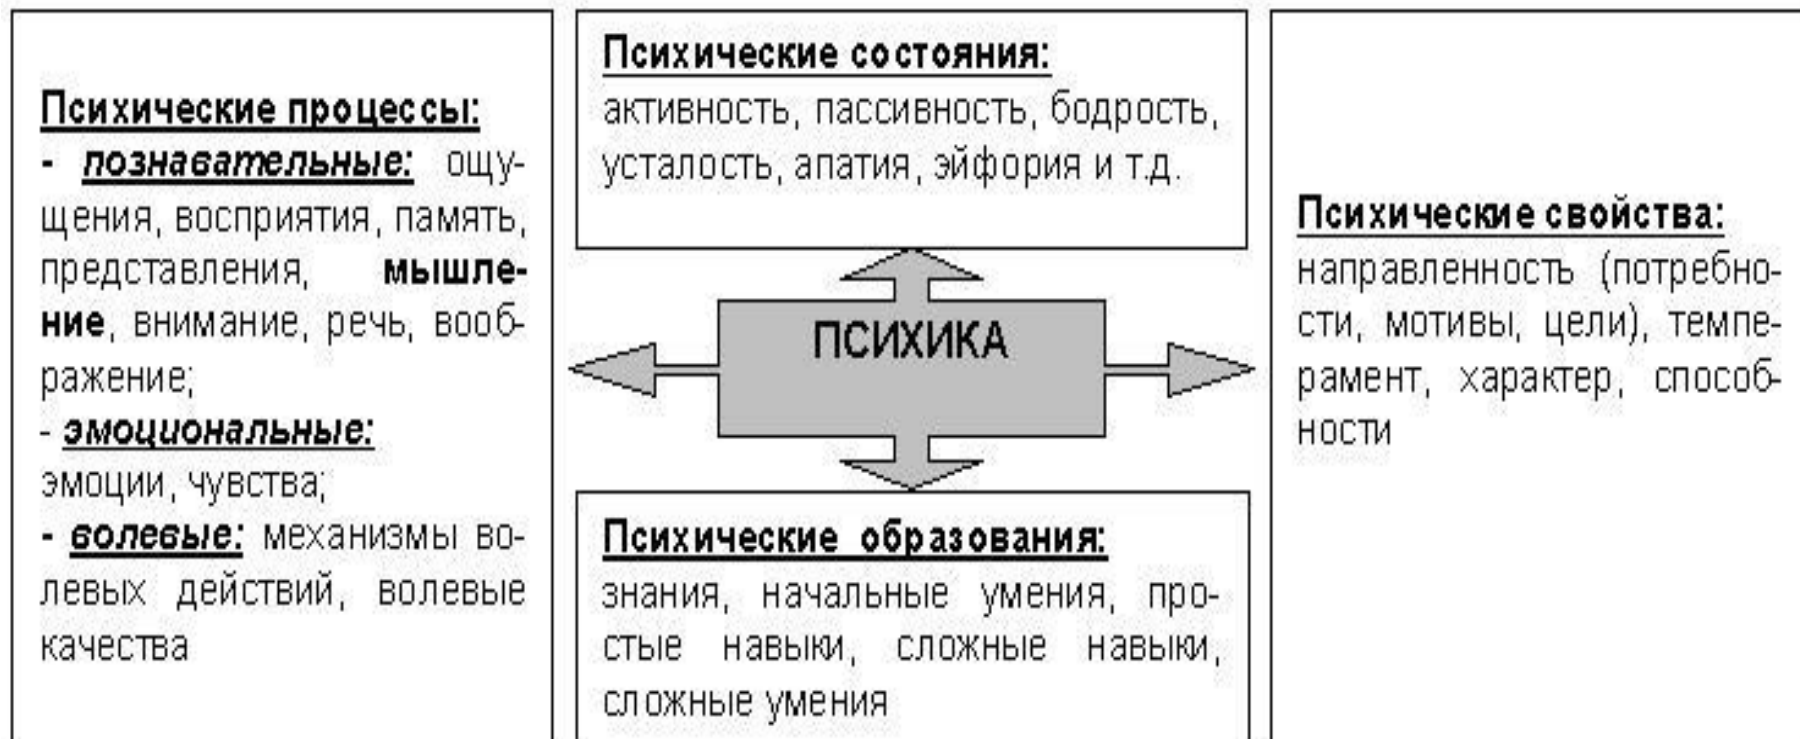 Психические процессы:
- познавательные: ощу-
щения, восприятия, память,
представления, мышле-
ние, внимание, речь, вооб-
ражение;
- эмоциональные:
эмоции, чувства;
- волевые: механизмы во-
левых действий, волевые
качества
Психические состояния:
активность, пассивность, бодрость,
усталость, апатия, эйфория и т.д.
ПСИХИКА
Психические образования:
знания, начальные умения, про-
стые навыки, сложные навыки,
сложные умения
Психические свойства:
направленность (потребно-
сти, мотивы, цели), темпе-
рамент, характер, способ-
ности